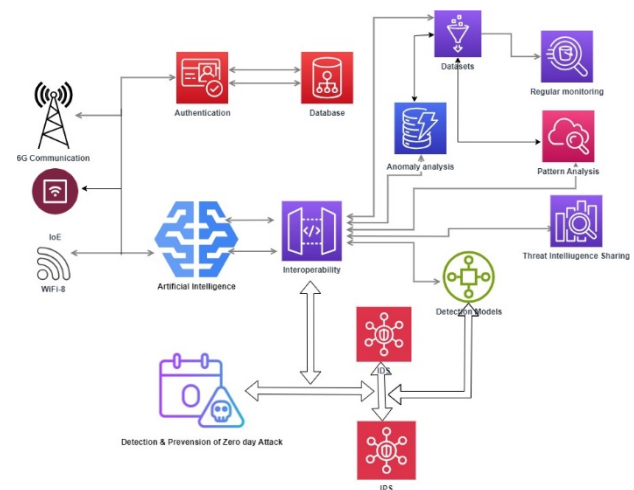 Datasets
Regular monitoring
Authentication
Database
6G Communication
Anomaly analysis
Pattern Analysis
IoE
WiFi-8
Artificial Intelligence
Interoperability
Threat Intelliugence Sharing
Detection Models
IDS
Detection & Prevension of Zero day Attack
IPS